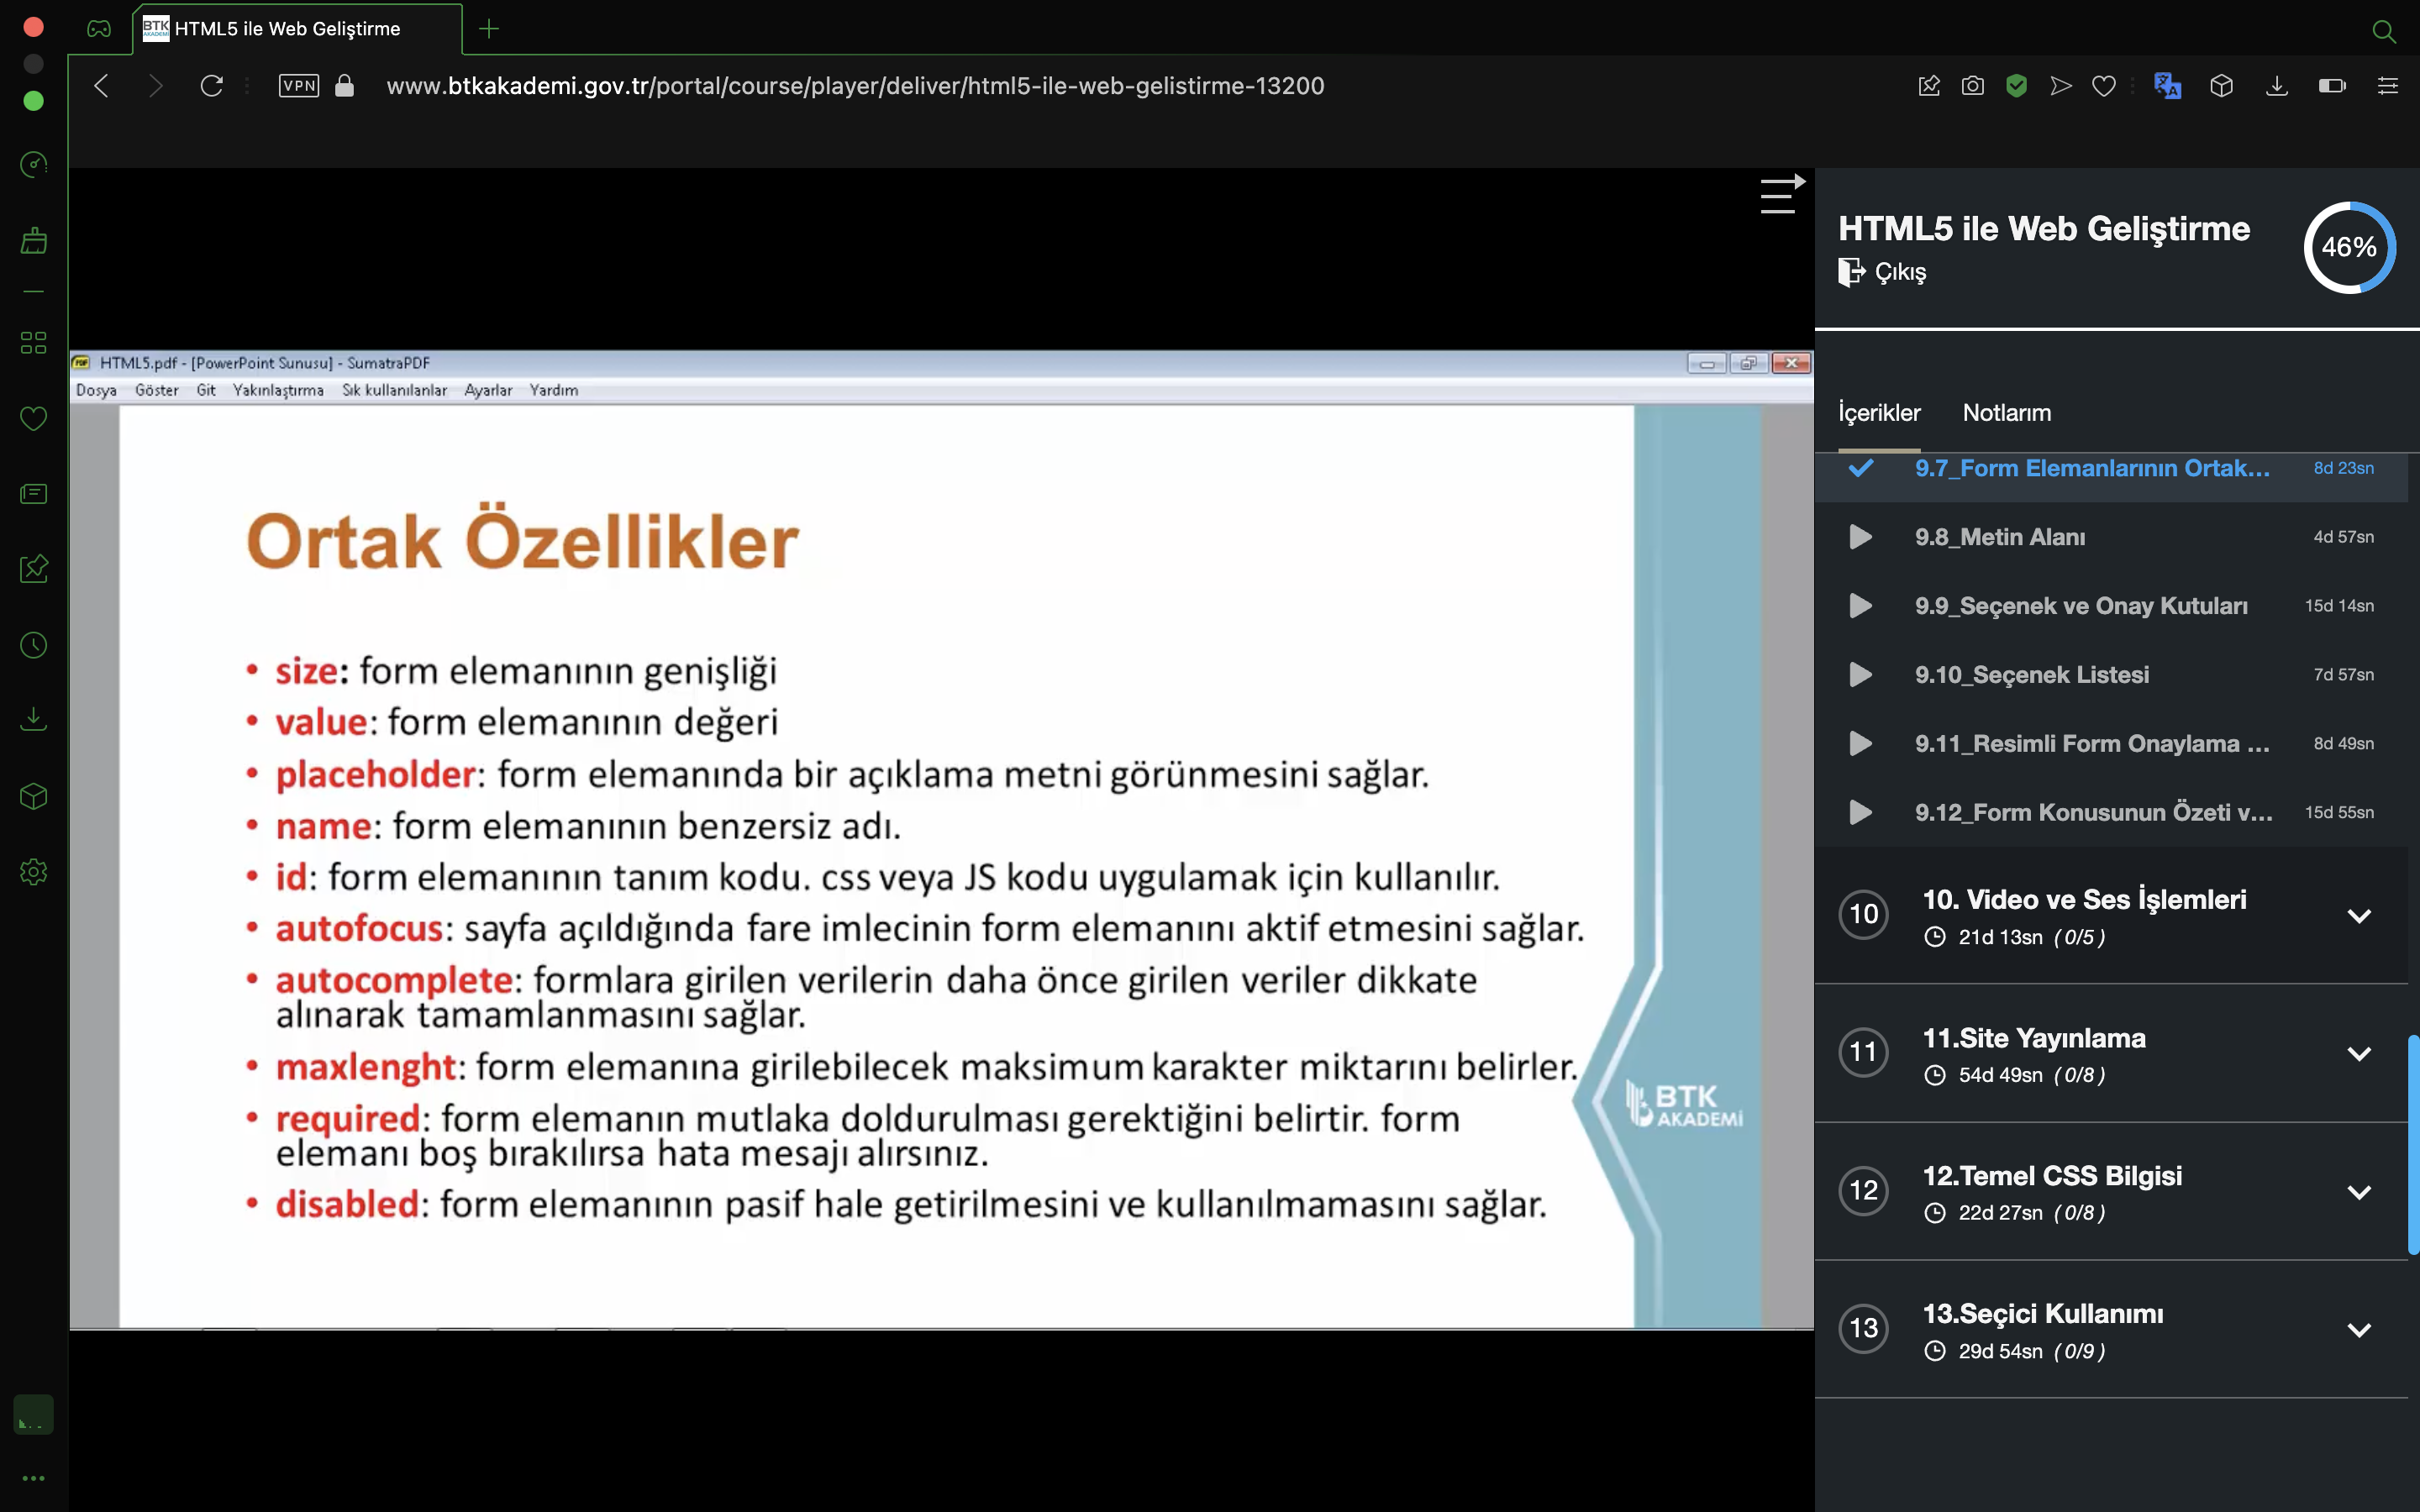 BTK AKADEMİ HTML5 ile Web Geliştirme
VPN www.btkakademi.gov.tr/portal/course/player/deliver/html5-ile-web-gelistirme-13200
HTML5.pdf - [PowerPoint Sunusu] - SumatraPDF
Dosya Göster Git Yakınlaştırma Sık kullanılanlar Ayarlar Yardım
Ortak Özellikler
• size: form elemanının genişliği
• value: form elemanının değeri
• placeholder: form elemanında bir açıklama metni görünmesini sağlar.
• name: form elemanının benzersiz adı.
• id: form elemanının tanım kodu. css veya JS kodu uygulamak için kullanılır.
• autofocus: sayfa açıldığında fare imlecinin form elemanını aktif etmesini sağlar.
• autocomplete: formlara girilen verilerin daha önce girilen veriler dikkate
alınarak tamamlanmasını sağlar.
• maxlenght: form elemanına girilebilecek maksimum karakter miktarını belirler.
• required: form elemanın mutlaka doldurulması gerektiğini belirtir. form
elemanı boş bırakılırsa hata mesajı alırsınız.
• disabled: form elemanının pasif hale getirilmesini ve kullanılmamasını sağlar.
BTK
AKADEMİ
HTML5 ile Web Geliştirme
Çıkış
46%
İçerikler Notlarım
9.7_Form Elemanlarının Ortak... 8d 23sn
9.8_Metin Alanı 4d 57sn
9.9_Seçenek ve Onay Kutuları 15d 14sn
9.10_Seçenek Listesi 7d 57sn
9.11_Resimli Form Onaylama ... 8d 49sn
9.12_Form Konusunun Özeti v... 15d 55sn
10 10. Video ve Ses İşlemleri
21d 13sn (0/5)
11 11.Site Yayınlama
54d 49sn (0/8)
12 12.Temel CSS Bilgisi
22d 27sn (0/8)
13 13.Seçici Kullanımı
29d 54sn (0/9)